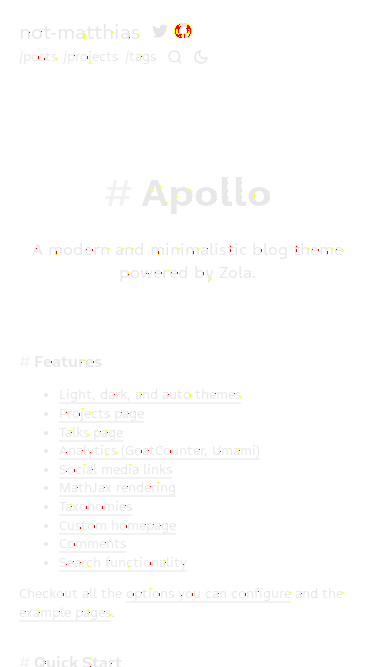 not-matthias
/posts /projects /tags
# Apollo
A modern and minimalistic blog theme
powered by Zola.
# Features
Light, dark, and auto themes
Projects page
Talks page
Analytics (GoatCounter, Umami)
Social media links
MathJax rendering
Taxonomies
Custom homepage
Comments
Search functionality
Checkout all the options you can configure and the
example pages.
# Quick Start